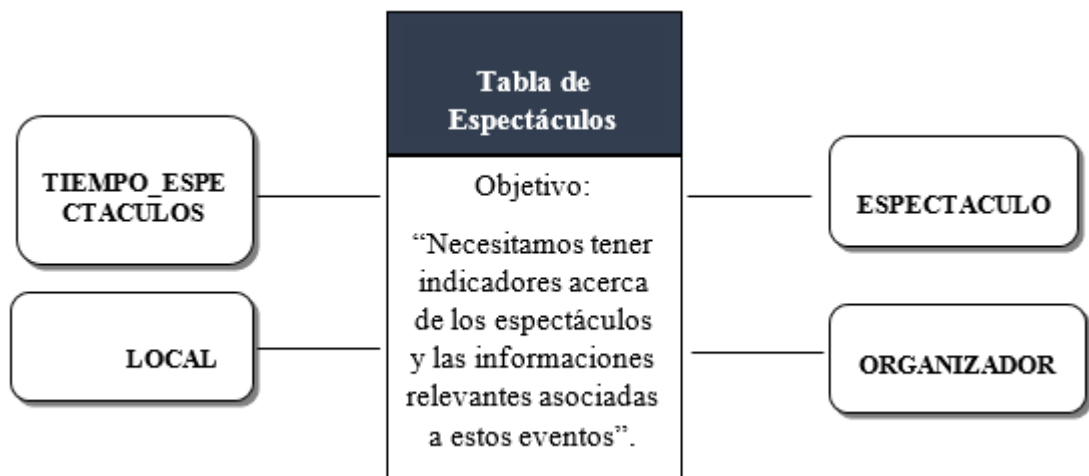 Tabla de
Espectáculos
TIEMPO_ESPE
CTACULOS
LOCAL
Objetivo:
“Necesitamos tener
indicadores acerca
de los espectáculos
y las informaciones
relevantes asociadas
a estos eventos”.
ESPECTACULO
ORGANIZADOR